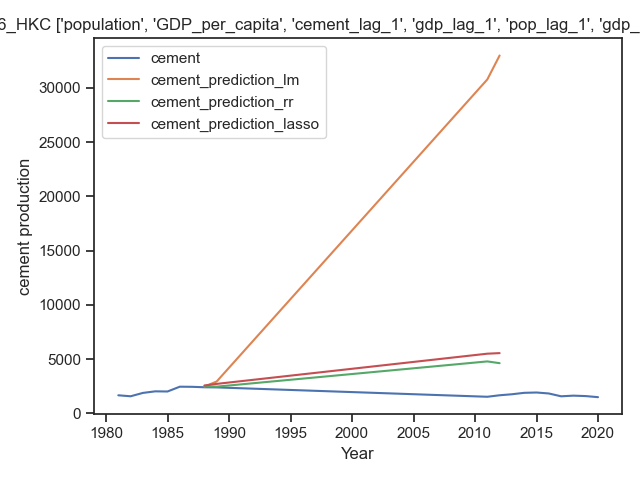 6_HKC ['population', 'GDP_per_capita', 'cement_lag_1', 'gdp_lag_1', 'pop_lag_1', 'gdp_
cement
cement_prediction_lm
cement_prediction_rr
cement_prediction_lasso
30000
25000
20000
15000
10000
5000
0
cement production
1980 1985 1990 1995 2000 2005 2010 2015 2020
Year